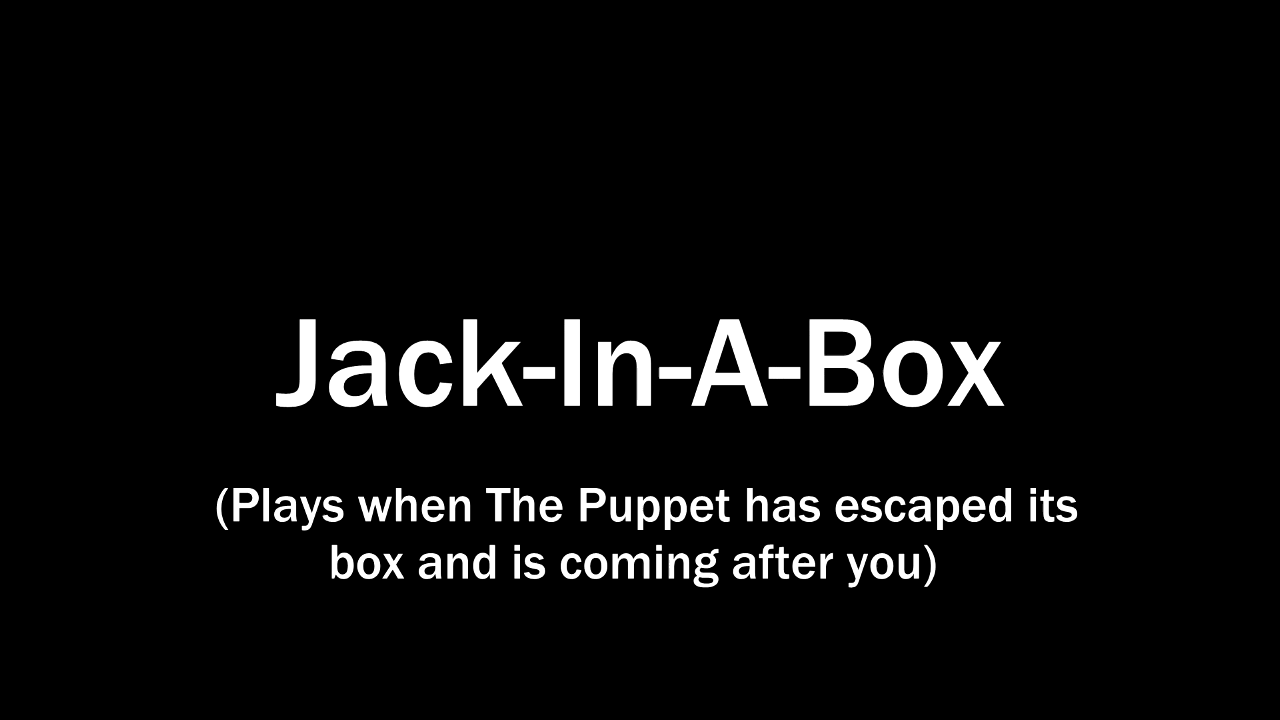 Jack-In-A-Box
(Plays when The Puppet has escaped its
box and is coming after you)